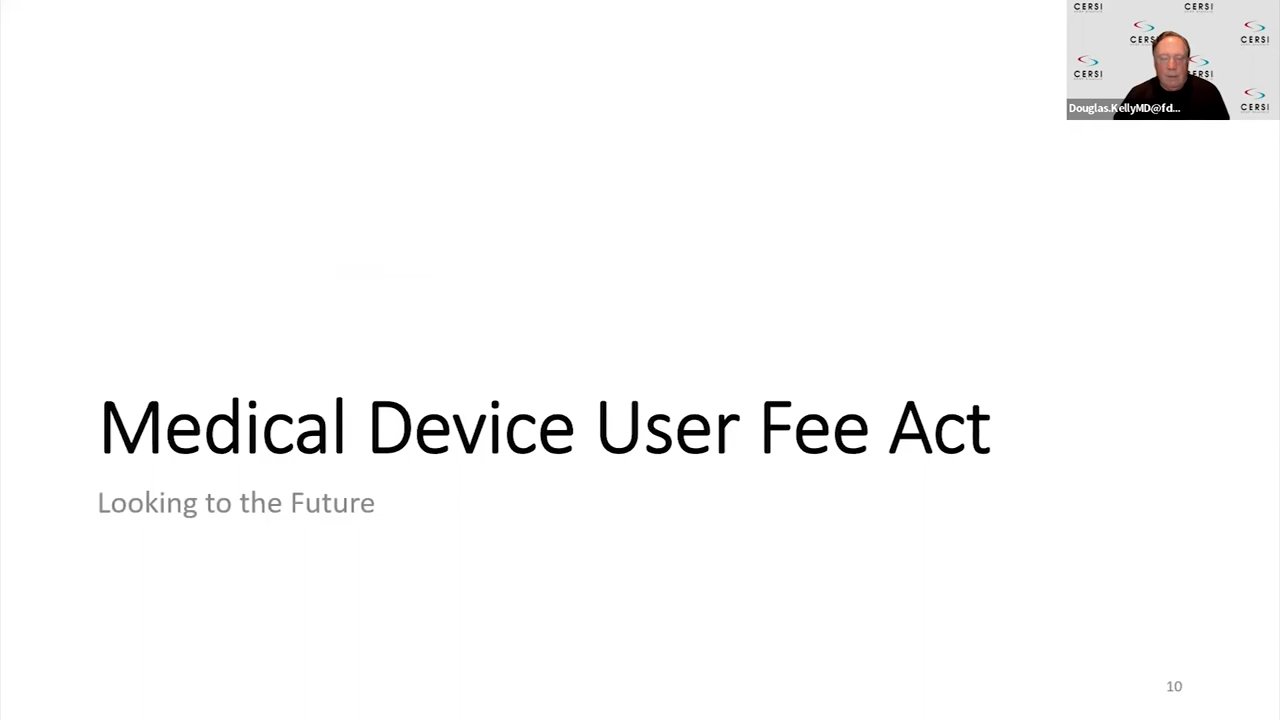 CERSI
CERSI
CERSI
CERSI
CERSI
CERSI
CERSI
Douglas.KellyMD@fd...
Medical Device User Fee Act
Looking to the Future
10